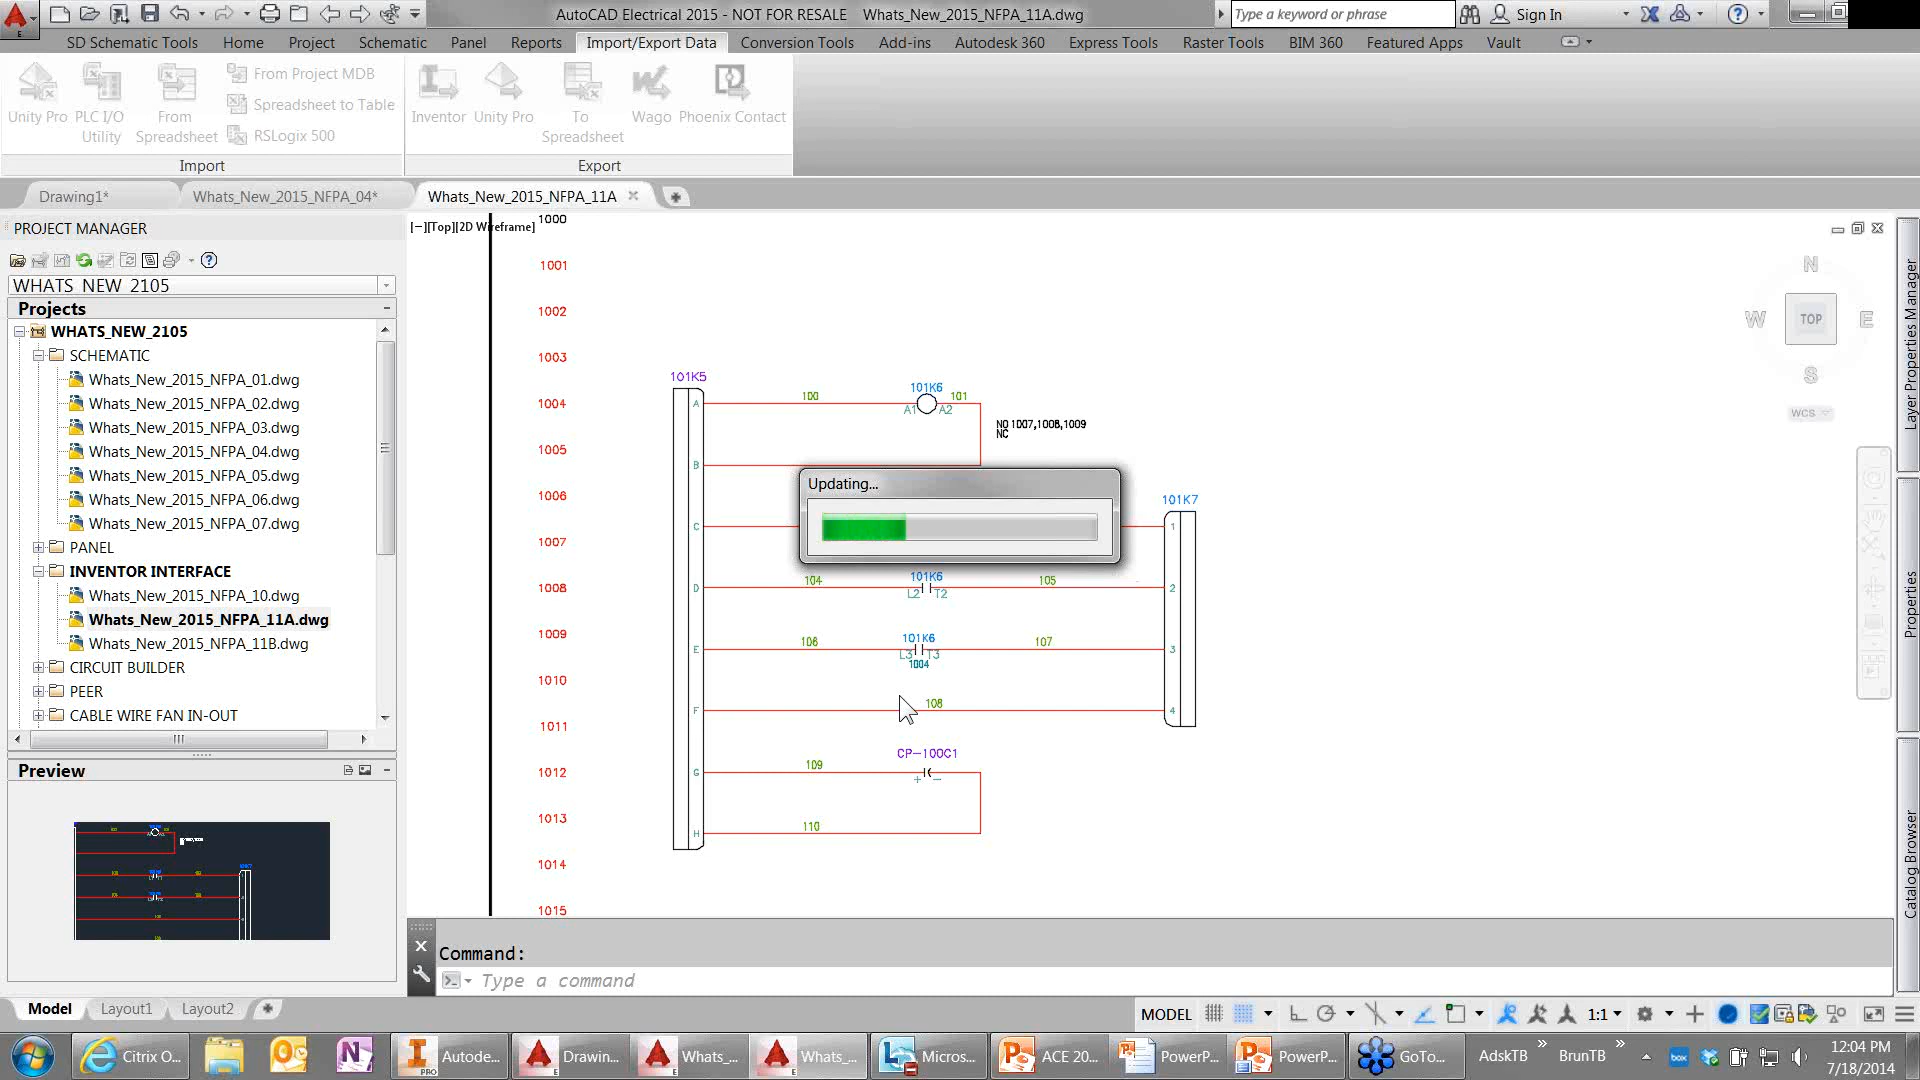 AutoCAD Electrical 2015 - NOT FOR RESALE Whats_New_2015_NFPA_11A.dwg
Type a keyword or phrase
Sign In
SD Schematic Tools Home Project Schematic Panel Reports Import/Export Data Conversion Tools Add-ins Autodesk 360 Express Tools Raster Tools BIM 360 Featured Apps Vault
Unity Pro
PLC I/O
Utility
From
Spreadsheet
From Project MDB
Spreadsheet to Table
RSLogix 500
Import
Inventor
Unity Pro
To
Spreadsheet
Wago
Phoenix Contact
Export
Drawing1*
Whats_New_2015_NFPA_04*
Whats_New_2015_NFPA_11A
PROJECT MANAGER
WHATS NEW 2105
Projects
WHATS_NEW_2105
SCHEMATIC
Whats_New_2015_NFPA_01.dwg
Whats_New_2015_NFPA_02.dwg
Whats_New_2015_NFPA_03.dwg
Whats_New_2015_NFPA_04.dwg
Whats_New_2015_NFPA_05.dwg
Whats_New_2015_NFPA_06.dwg
Whats_New_2015_NFPA_07.dwg
PANEL
INVENTOR INTERFACE
Whats_New_2015_NFPA_10.dwg
Whats_New_2015_NFPA_11A.dwg
Whats_New_2015_NFPA_11B.dwg
CIRCUIT BUILDER
PEER
CABLE WIRE FAN IN-OUT
Preview
[−][Top][2D Wireframe]
1000
1001
1002
1003
1004
1005
1006
1007
1008
1009
1010
1011
1012
1013
1014
1015
101K5
A
B
C
D
E
F
G
H
100
101K6
101
A1 A2
NO 1007,1008,1009
NC
Updating...
101K7
1
2
3
4
104
101K6
105
L2 T2
106
101K6
107
L3 T3
1004
108
CP-100C1
109
+ −
110
N
W
TOP
E
S
WCS
Layer Properties Manager
Properties
Catalog Browser
Command:
Type a command
Model
Layout1
Layout2
MODEL
1:1
Citrix O...
Autode...
Drawin...
Whats_...
Whats_...
Micros...
ACE 20...
PowerP...
PowerP...
GoTo...
AdskTB
BrunTB
12:04 PM
7/18/2014